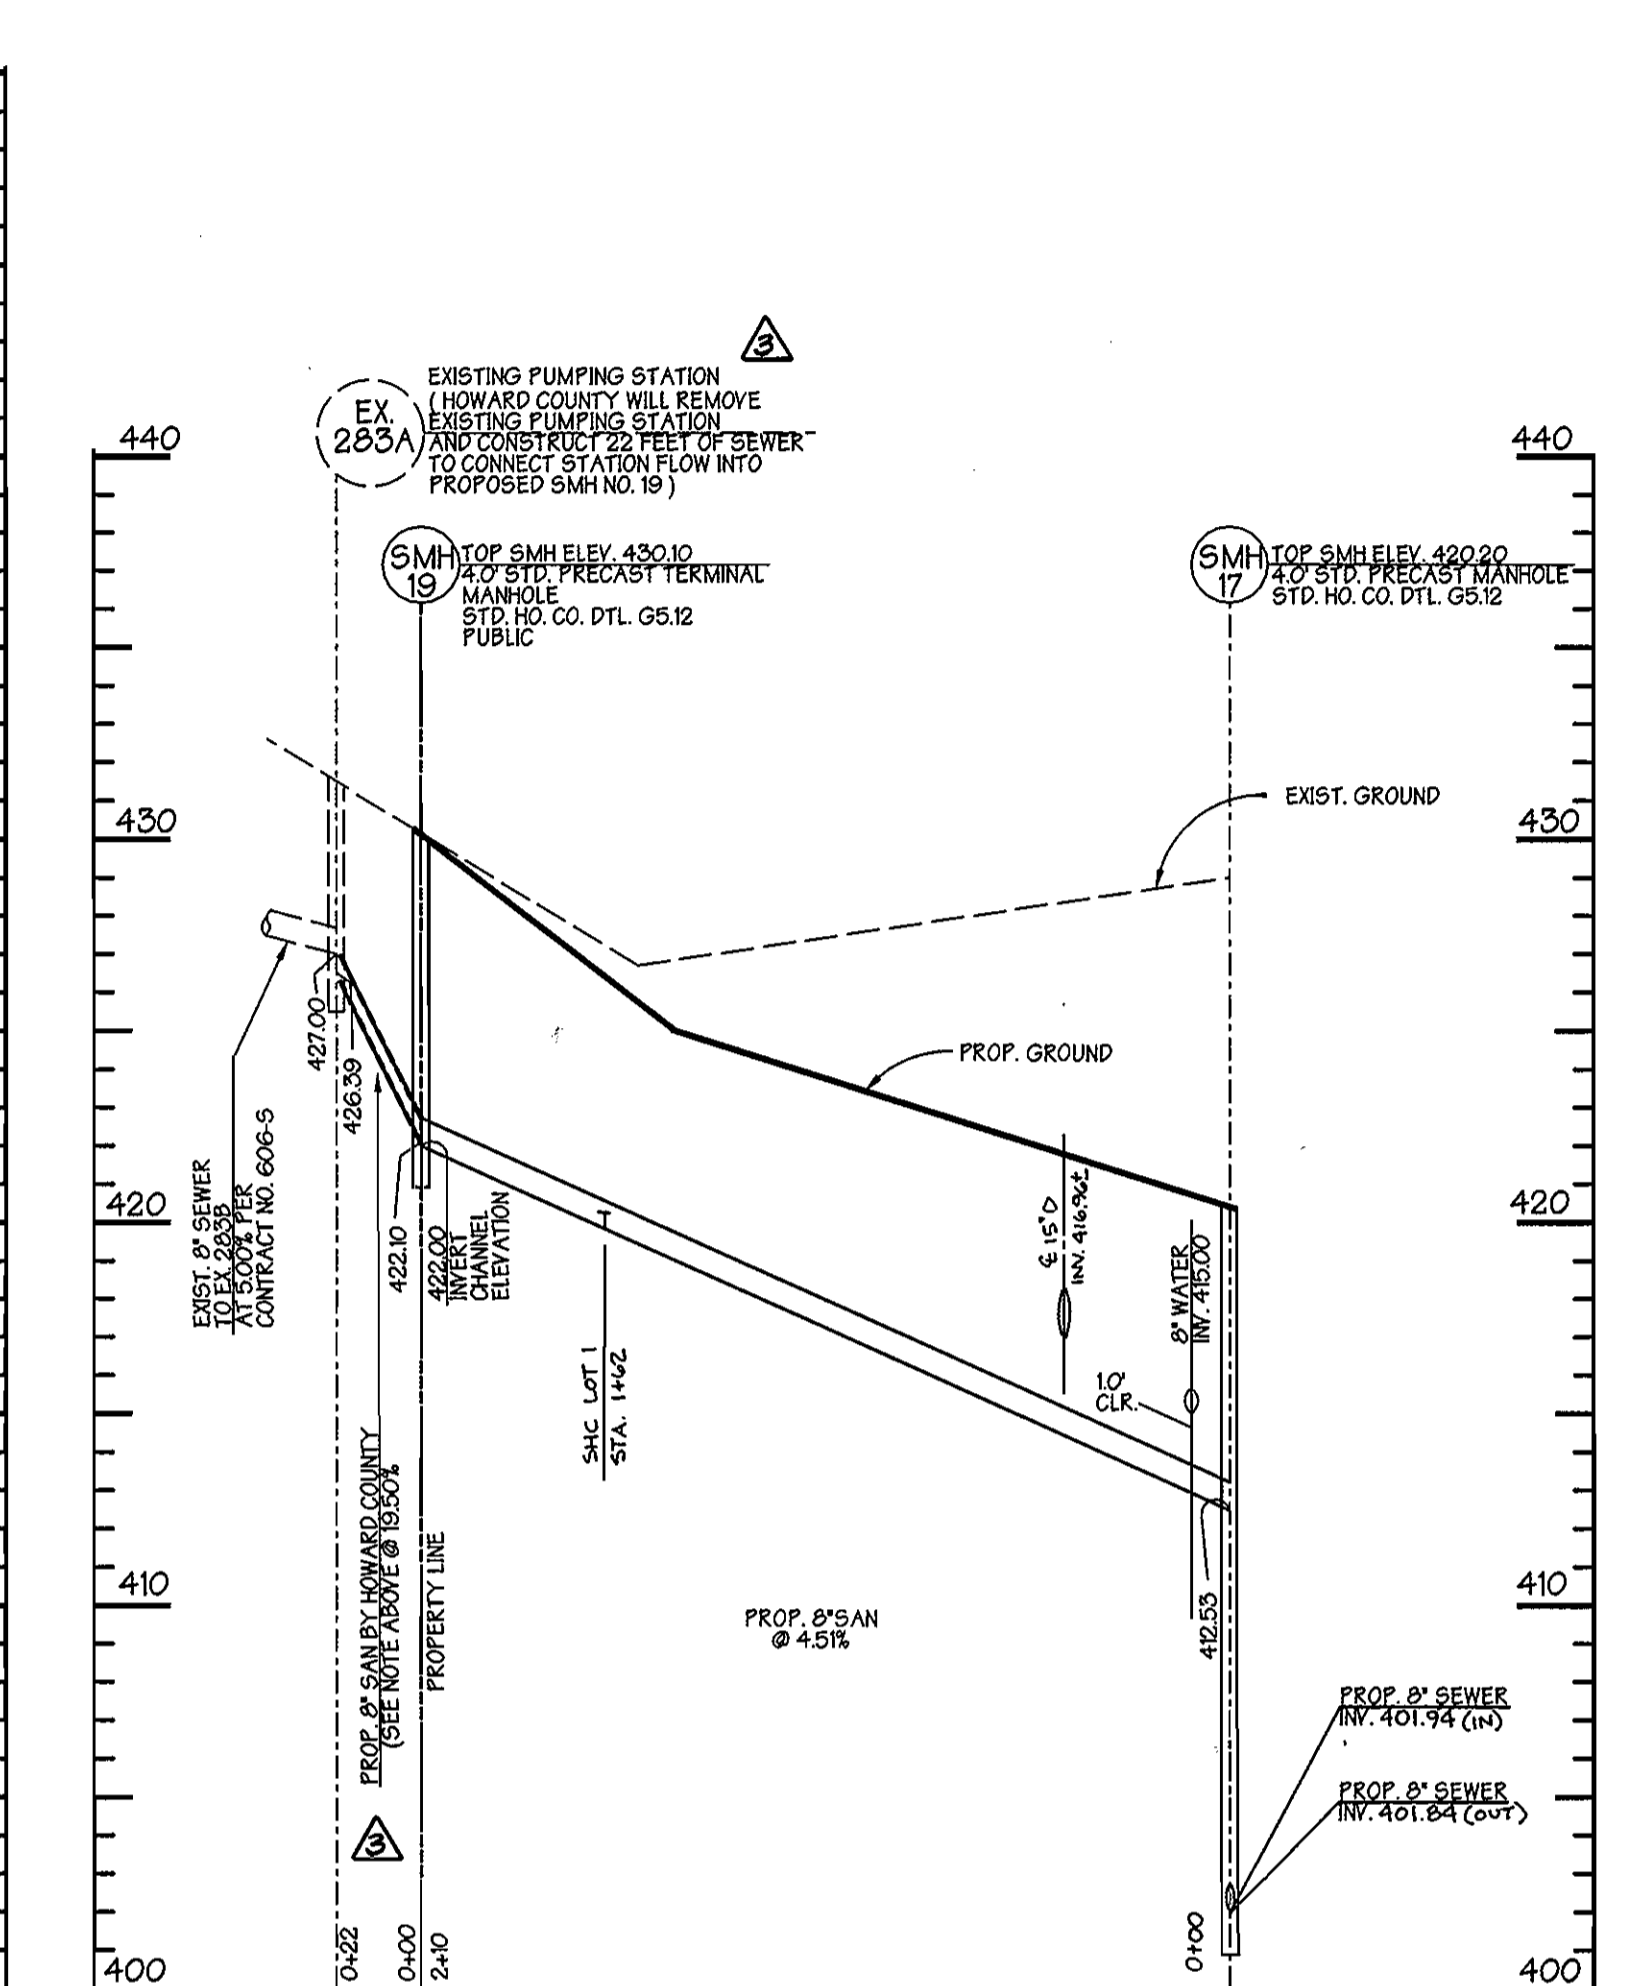 3
EX.
283A
EXISTING PUMPING STATION
( HOWARD COUNTY WILL REMOVE
EXISTING PUMPING STATION
AND CONSTRUCT 22 FEET OF SEWER
TO CONNECT STATION FLOW INTO
PROPOSED SMH NO. 19 )
440
440
SMH
19
TOP SMH ELEV. 430.10
4.0' STD. PRECAST TERMINAL
MANHOLE
STD. HO. CO. DTL. G5.12
PUBLIC
SMH
17
TOP SMH ELEV. 420.20
4.0' STD. PRECAST MANHOLE
STD. HO. CO. DTL. G5.12
EXIST. GROUND
430
430
427.00
426.39
PROP. GROUND
EXIST. 8" SEWER
TO EX. 283B
AT 5.00% PER
CONTRACT NO. 606-S
420
420
422.10
422.00
INVERT
CHANNEL
ELEVATION
℄ 15"D
INV. 416.96±
8" WATER
INV. 415.00
1.0'
CLR.
SHC LOT 1
STA. 1+62
PROP. 8" SAN BY HOWARD COUNTY
(SEE NOTE ABOVE @ 19.50%
PROPERTY LINE
410
410
PROP. 8" SAN
@ 4.51%
412.53
PROP. 8" SEWER
INV. 401.94 (IN)
PROP. 8" SEWER
INV. 401.84 (OUT)
3
0+22
0+00
2+10
0+00
400
400